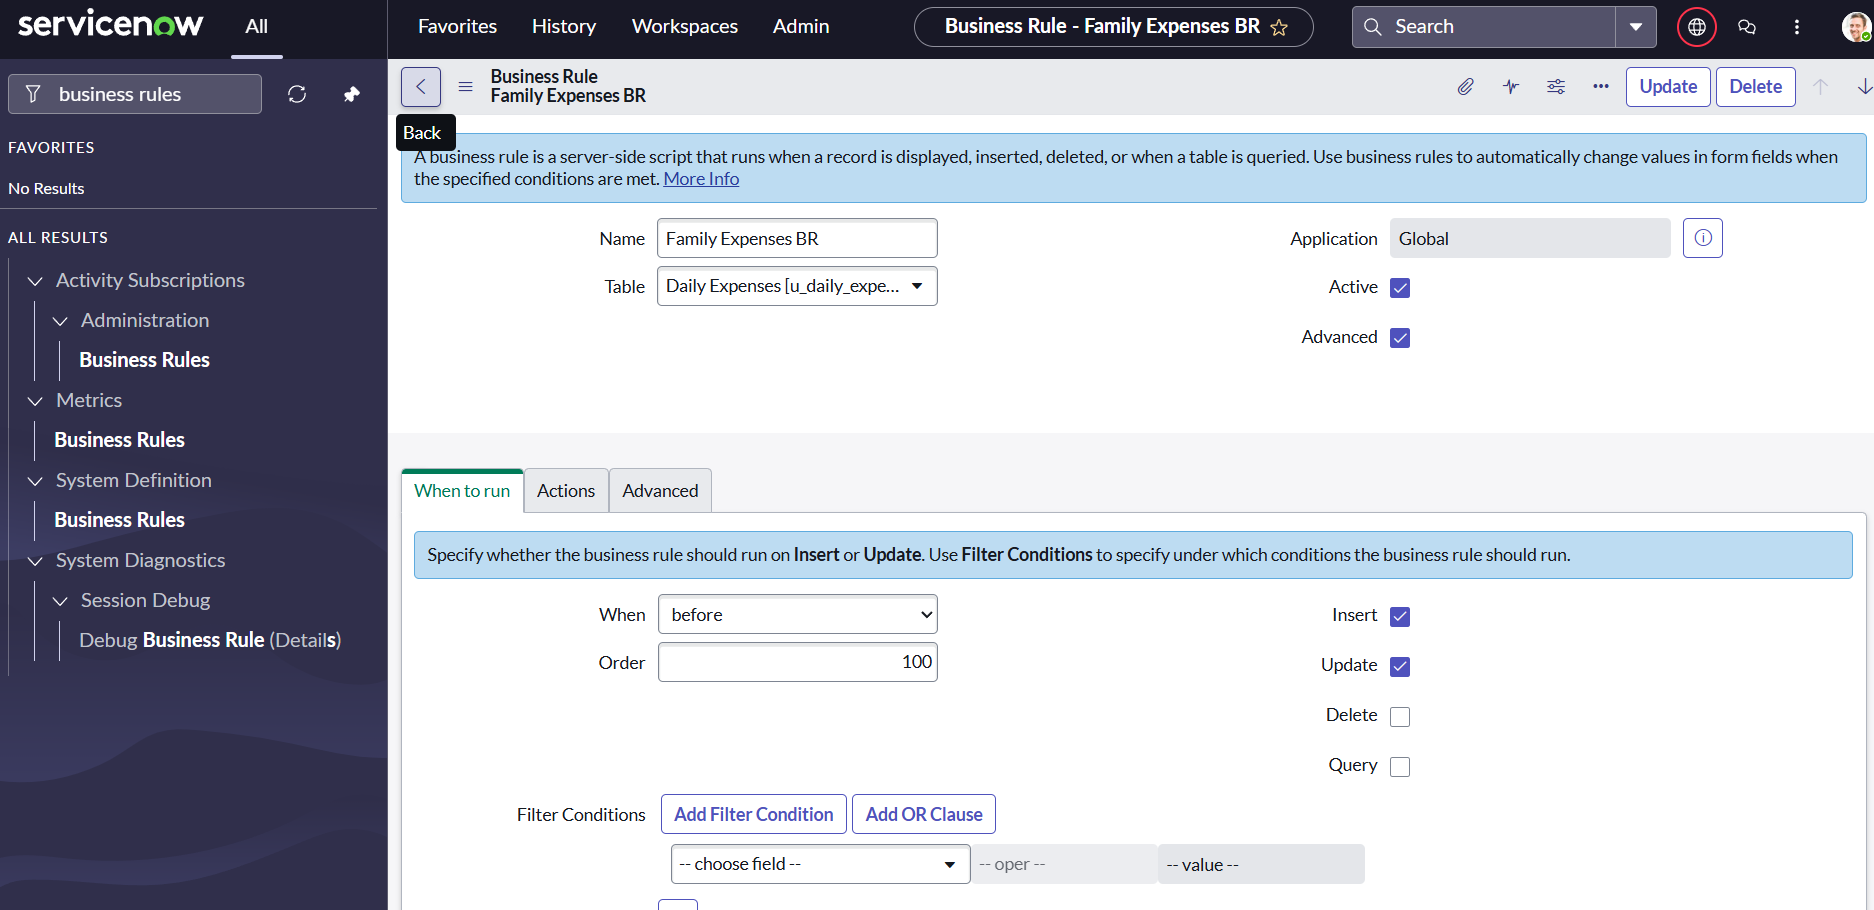 servicenow
All
Favorites
History
Workspaces
Admin
Business Rule - Family Expenses BR
Search
business rules
FAVORITES
No Results
ALL RESULTS
Activity Subscriptions
Administration
Business Rules
Metrics
Business Rules
System Definition
Business Rules
System Diagnostics
Session Debug
Debug Business Rule (Details)
Business Rule
Family Expenses BR
Update
Delete
Back
A business rule is a server-side script that runs when a record is displayed, inserted, deleted, or when a table is queried. Use business rules to automatically change values in form fields when
the specified conditions are met. More Info
Name
Family Expenses BR
Application
Global
Table
Daily Expenses [u_daily_expe...
Active
Advanced
When to run
Actions
Advanced
Specify whether the business rule should run on Insert or Update. Use Filter Conditions to specify under which conditions the business rule should run.
When
before
Insert
Order
100
Update
Delete
Query
Filter Conditions
Add Filter Condition
Add OR Clause
-- choose field --
-- oper --
-- value --